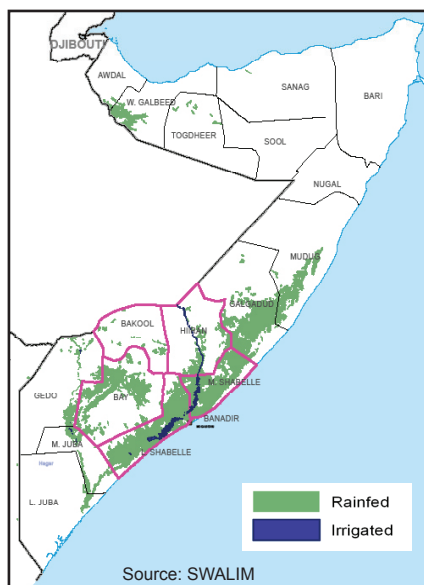 DJIBOUTI
AWDAL
SANAG
W. GALBEED
BARI
TOGDHEER
SOOL
NUGAL
MUDUG
GALGADUD
BAKOOL
HIIRAN
GEDO
BAY
M. SHABELLE
BANADIR
M. JUBA
L. SHABELLE
Hagar
L. JUBA
Rainfed
Irrigated
Source: SWALIM